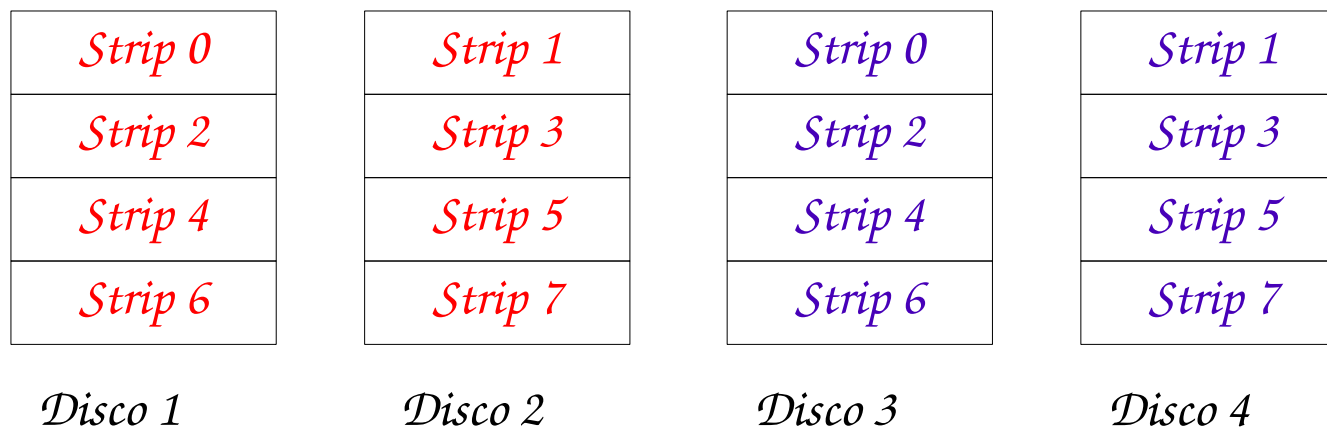 Strip 0 Strip 1 Strip 0 Strip 1
Strip 2 Strip 3 Strip 2 Strip 3
Strip 4 Strip 5 Strip 4 Strip 5
Strip 6 Strip 7 Strip 6 Strip 7
Disco 1 Disco 2 Disco 3 Disco 4